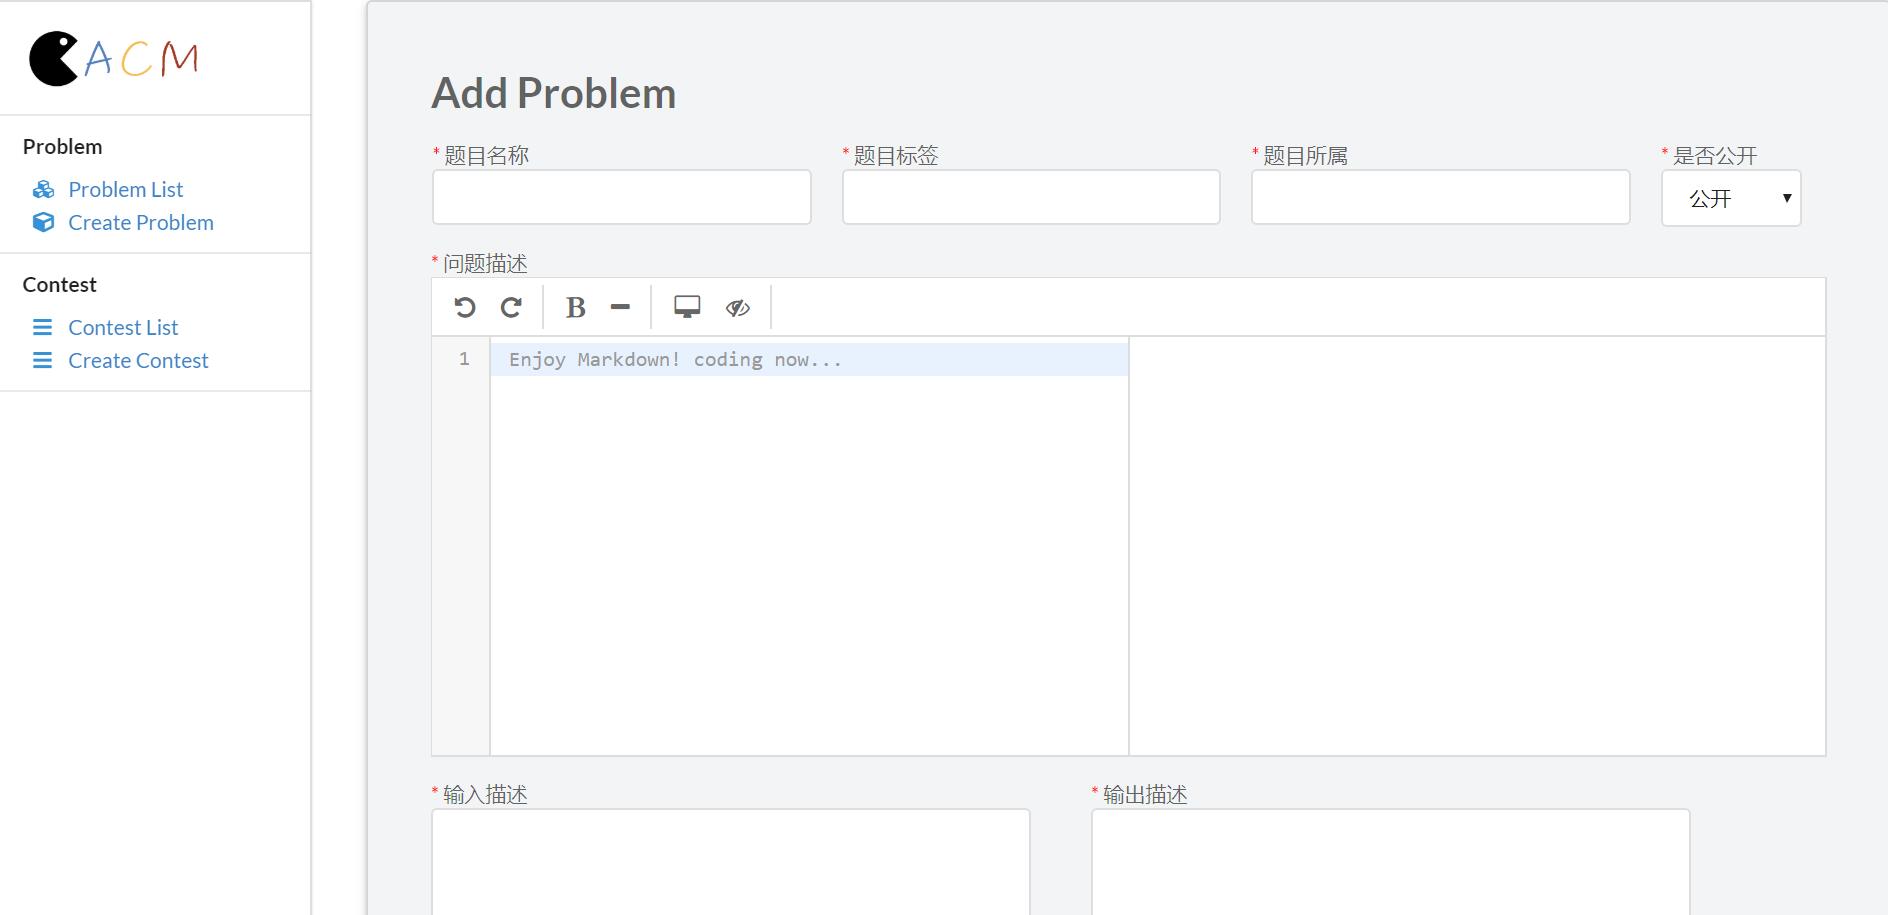 ACM
Problem
Problem List
Create Problem
Contest
Contest List
Create Contest
Add Problem
* 题目名称
* 题目标签
* 题目所属
* 是否公开
公开
* 问题描述
B
1
Enjoy Markdown! coding now...
* 输入描述
* 输出描述